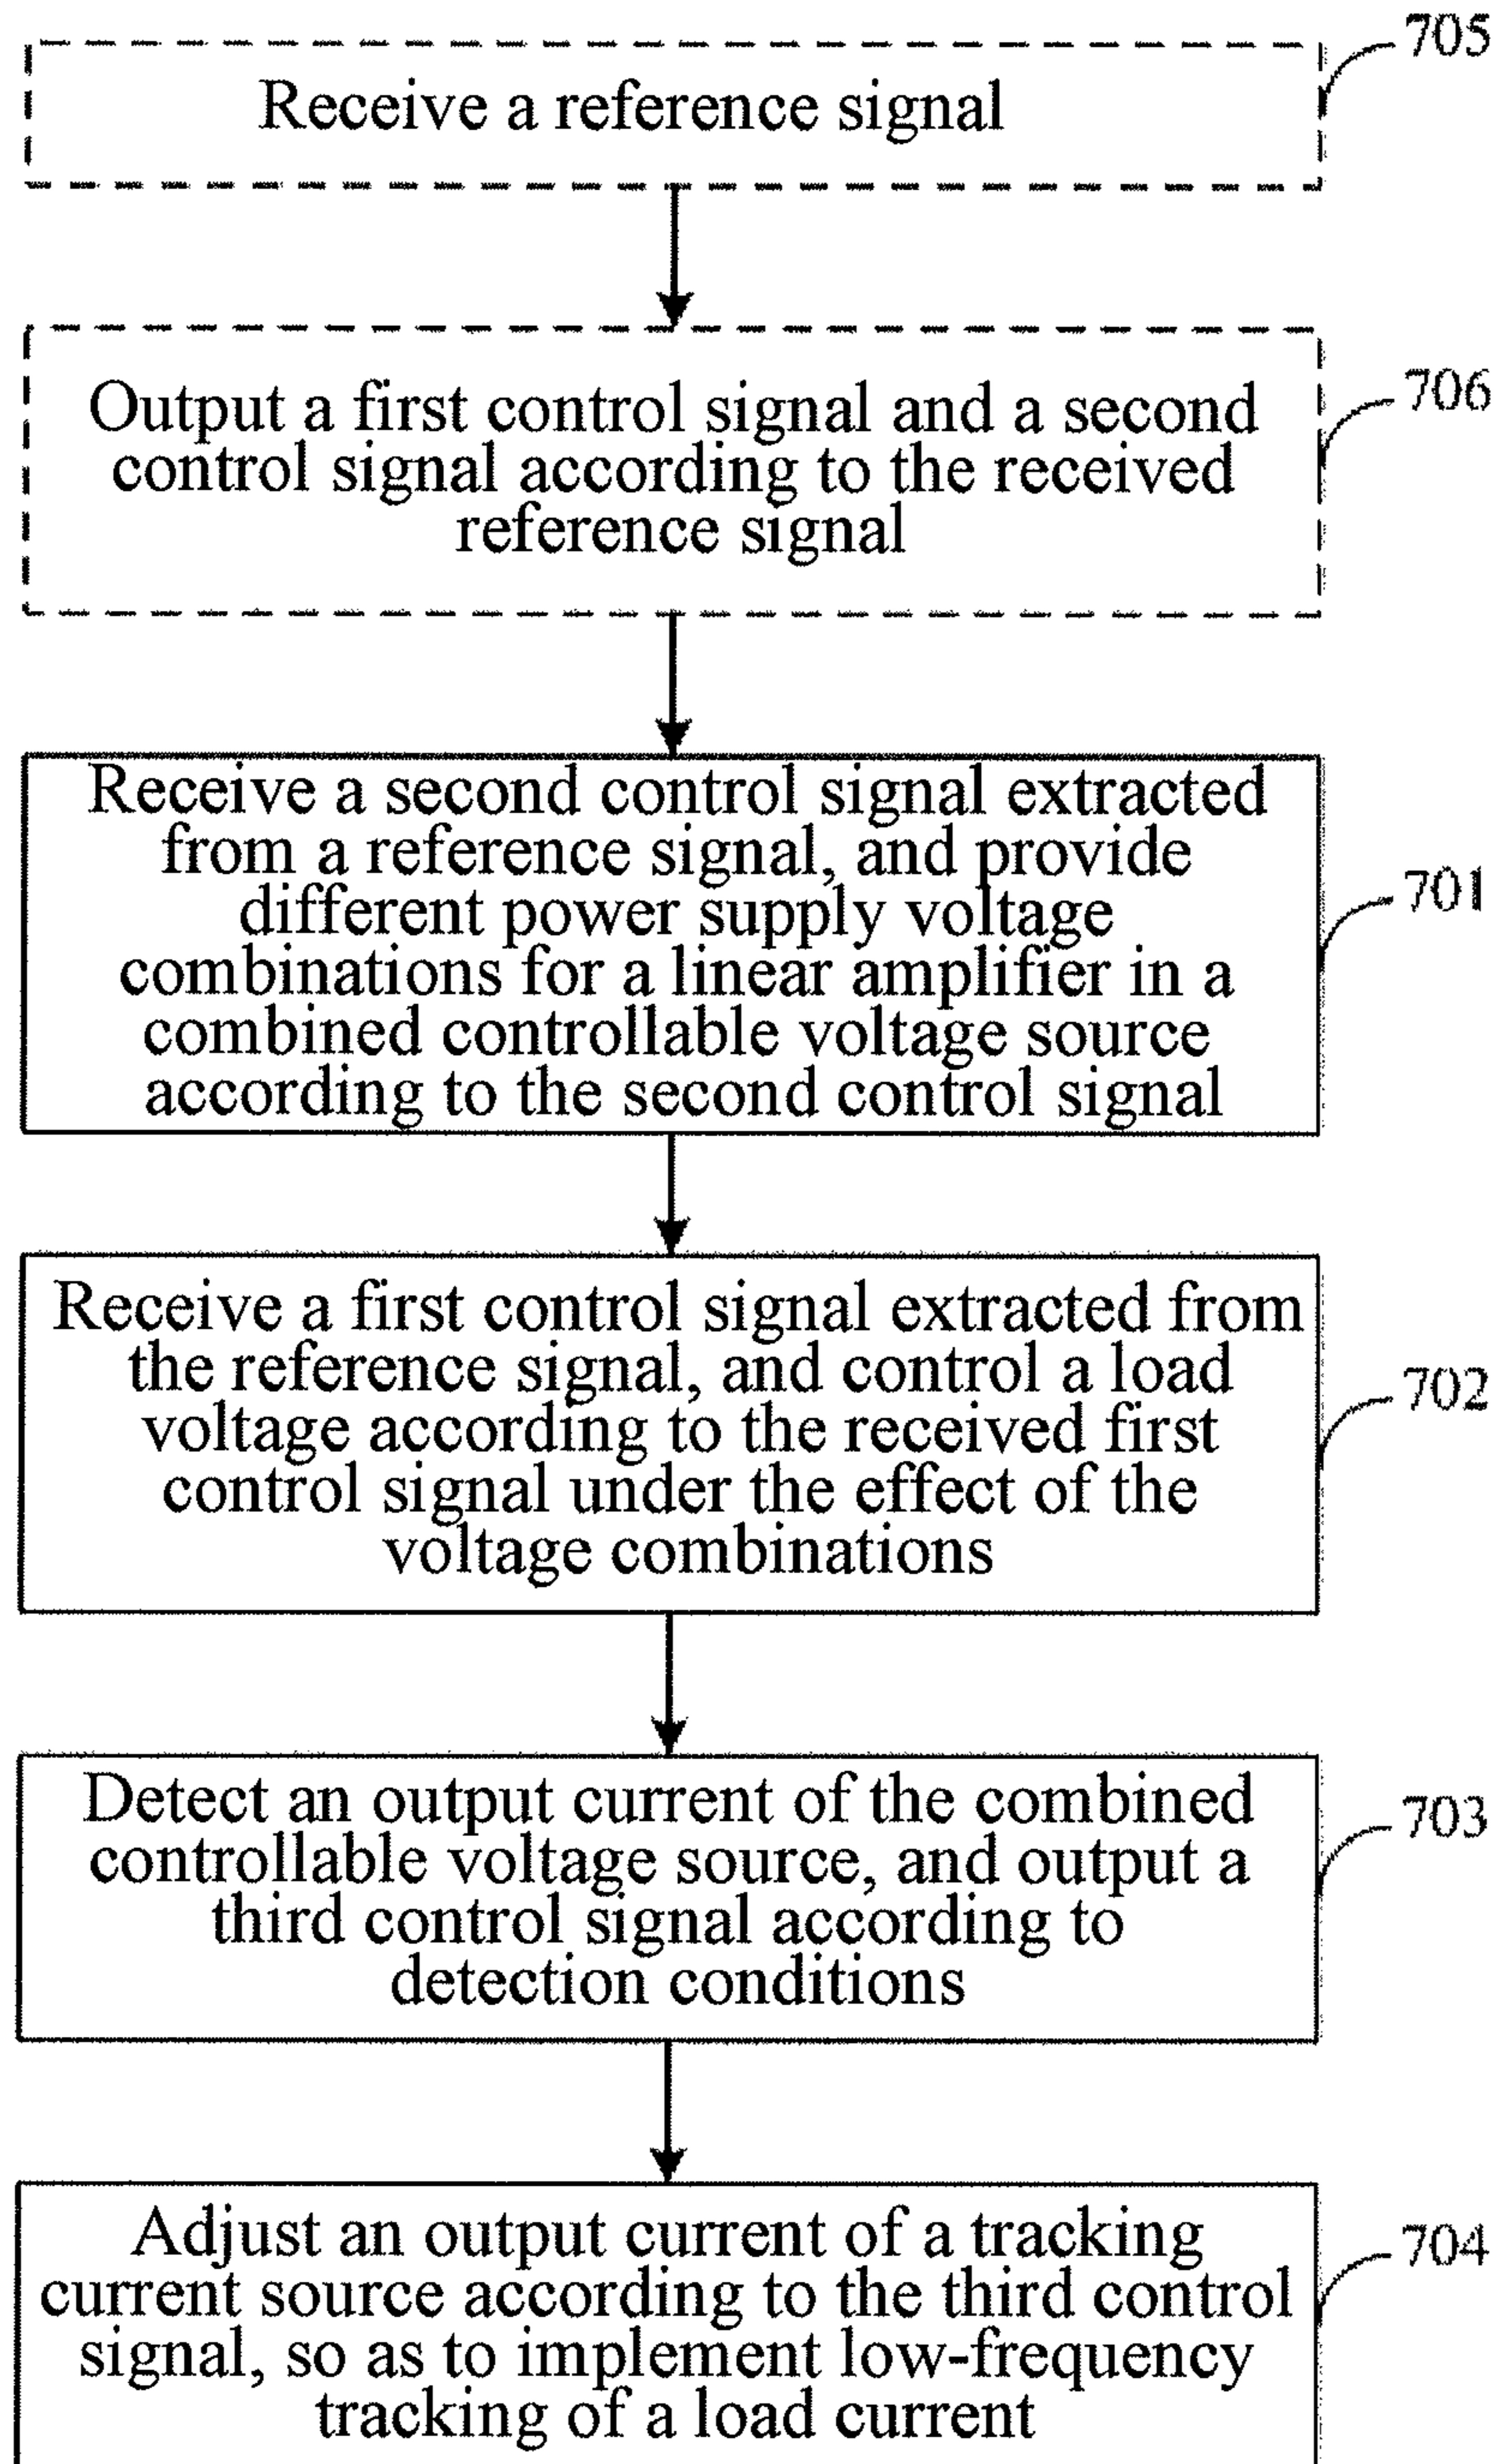 705
Receive a reference signal
706
Output a first control signal and a second
control signal according to the received
reference signal
Receive a second control signal extracted
from a reference signal, and provide
different power supply voltage
combinations for a linear amplifier in a
combined controllable voltage source
according to the second control signal
701
Receive a first control signal extracted from
the reference signal, and control a load
voltage according to the received first
control signal under the effect of the
voltage combinations
702
Detect an output current of the combined
controllable voltage source, and output a
third control signal according to
detection conditions
703
Adjust an output current of a tracking
current source according to the third control
signal, so as to implement low-frequency
tracking of a load current
704